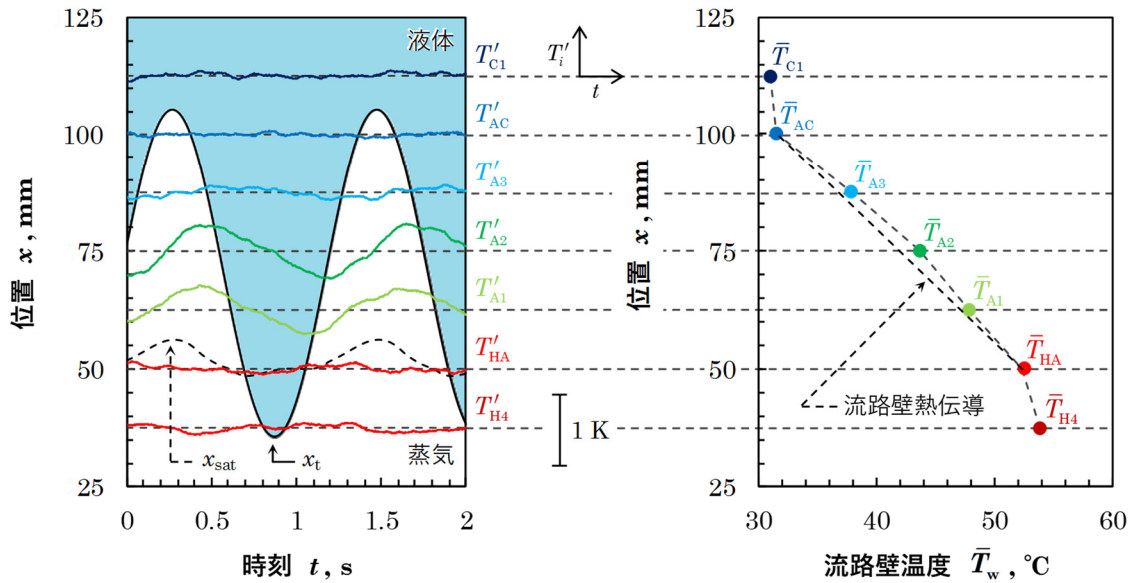 125
100
75
50
25
位置 x, mm
0
0.5
1
1.5
2
時刻 t, s
液体
蒸気
T′C1
T′AC
T′A3
T′A2
T′A1
T′HA
T′H4
xsat
xt
T′i
t
1 K
125
100
75
50
25
位置 x, mm
T̅C1
T̅AC
T̅A3
T̅A2
T̅A1
T̅HA
T̅H4
流路壁熱伝導
30
40
50
60
流路壁温度 T̅w, °C